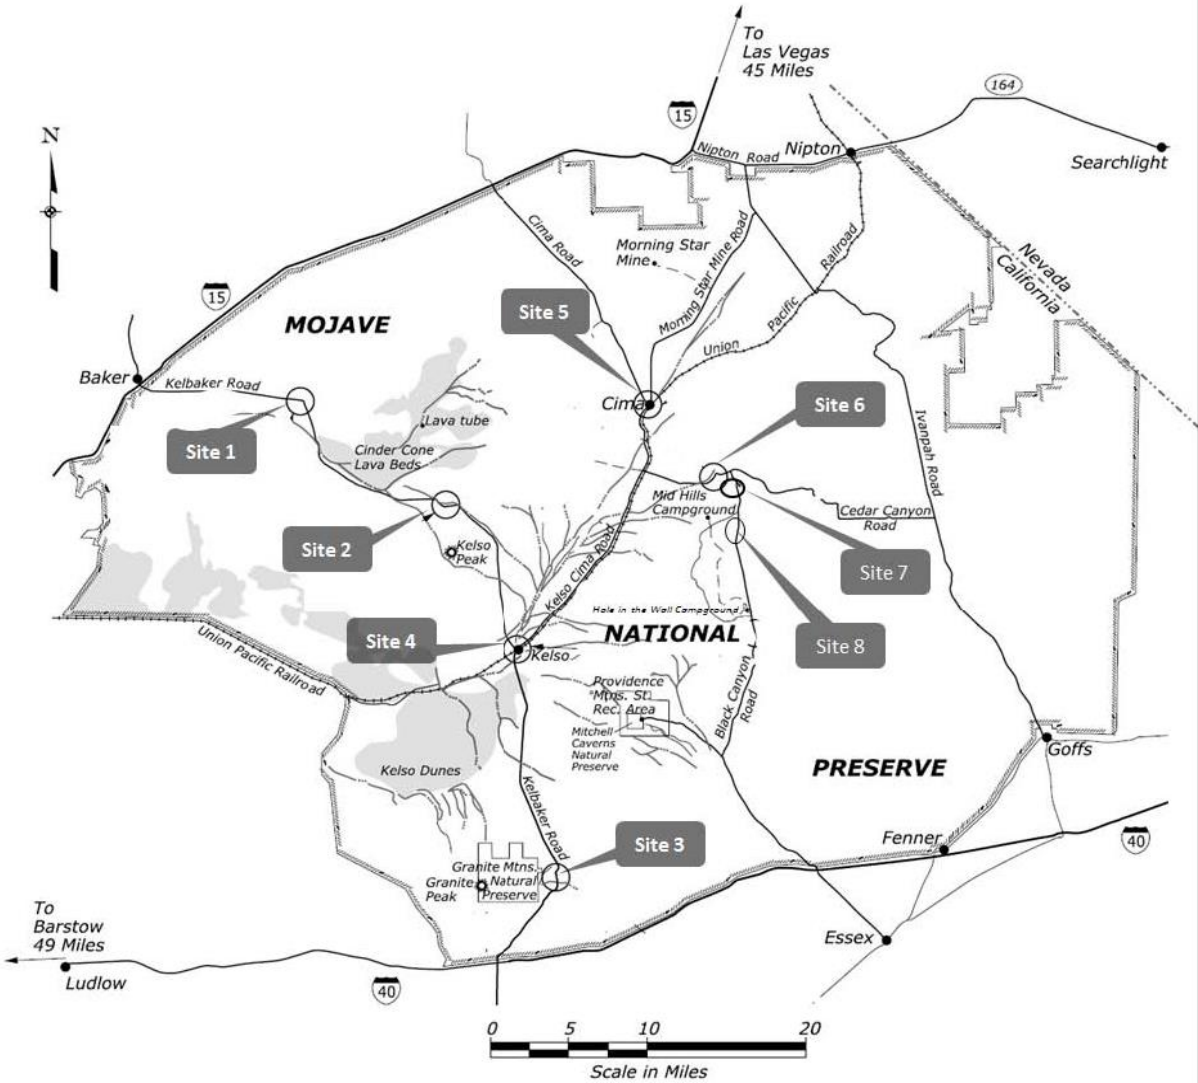 To
Las Vegas
45 Miles
164
15
N
Nipton Road
Nipton
Searchlight
Cima Road
Morning Star
Mine
Morning Star Mine Road
Railroad
Nevada
California
15
MOJAVE
Site 5
Pacific
Union
Baker
Kelbaker Road
Cima
Site 6
Site 1
Lava tube
Cinder Cone
Lava Beds
Ivanpah Road
Mid Hills
Campground
Cedar Canyon
Road
Site 2
Kelso
Peak
Kelso Cima Road
Site 7
Hole in the Wall Campground
Site 4
NATIONAL
Site 8
Kelso
Union Pacific Railroad
Providence
Mtns. St.
Rec. Area
Black Canyon
Road
Mitchell
Caverns
Natural
Preserve
Goffs
Kelso Dunes
PRESERVE
Kelbaker Road
Fenner
40
Site 3
Granite Mtns.
Natural
Preserve
Granite
Peak
To
Barstow
49 Miles
Essex
Ludlow
40
0 5 10 20
Scale in Miles